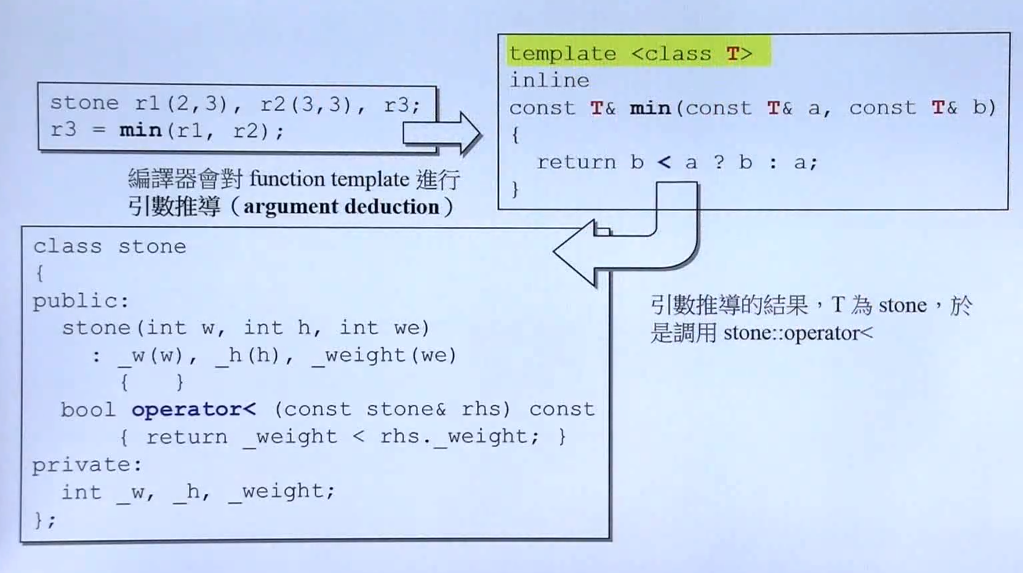 stone r1(2,3), r2(3,3), r3;
r3 = min(r1, r2);
編譯器會對 function template 進行
引數推導（argument deduction）
template <class T>
inline
const T& min(const T& a, const T& b)
{
return b < a ? b : a;
}
class stone
{
public:
stone(int w, int h, int we)
: _w(w), _h(h), _weight(we)
{ }
bool operator< (const stone& rhs) const
{ return _weight < rhs._weight; }
private:
int _w, _h, _weight;
};
引數推導的結果，T 為 stone，於
是調用 stone::operator<